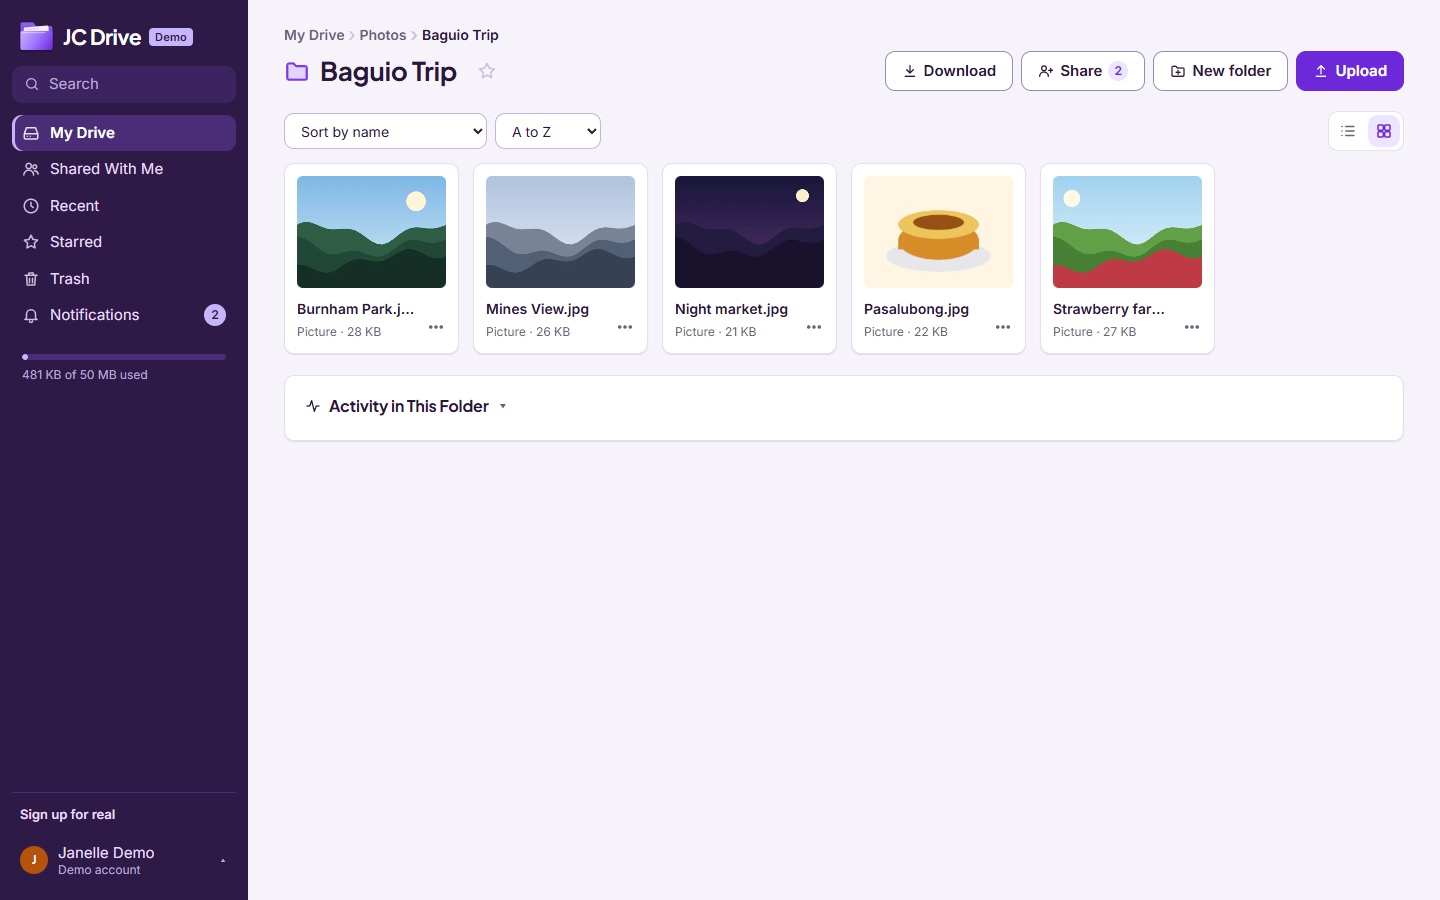 JC Drive Demo
Search
My Drive
Shared With Me
Recent
Starred
Trash
Notifications 2
481 KB of 50 MB used
Sign up for real
J
Janelle Demo
Demo account
My Drive > Photos > Baguio Trip
Baguio Trip
Download
Share 2
New folder
Upload
Sort by name
A to Z
Burnham Park.j...
Picture · 28 KB
Mines View.jpg
Picture · 26 KB
Night market.jpg
Picture · 21 KB
Pasalubong.jpg
Picture · 22 KB
Strawberry far...
Picture · 27 KB
Activity in This Folder